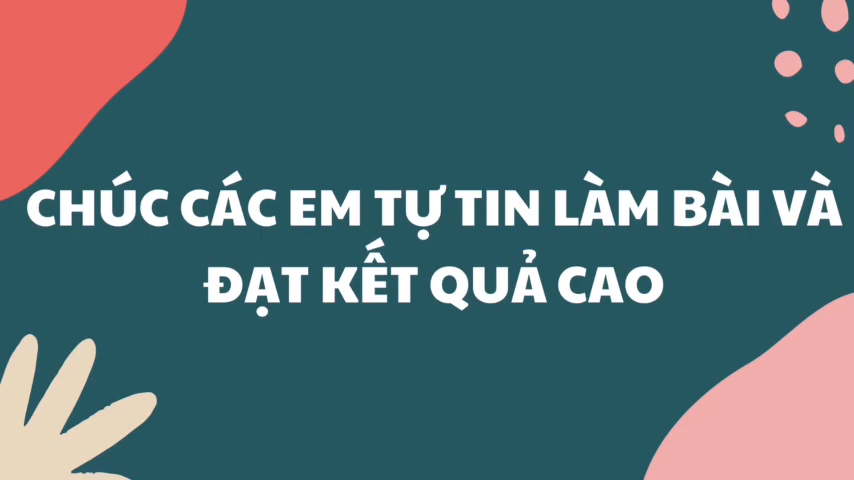 CHÚC CÁC EM TỰ TIN LÀM BÀI VÀ
ĐẠT KẾT QUẢ CAO